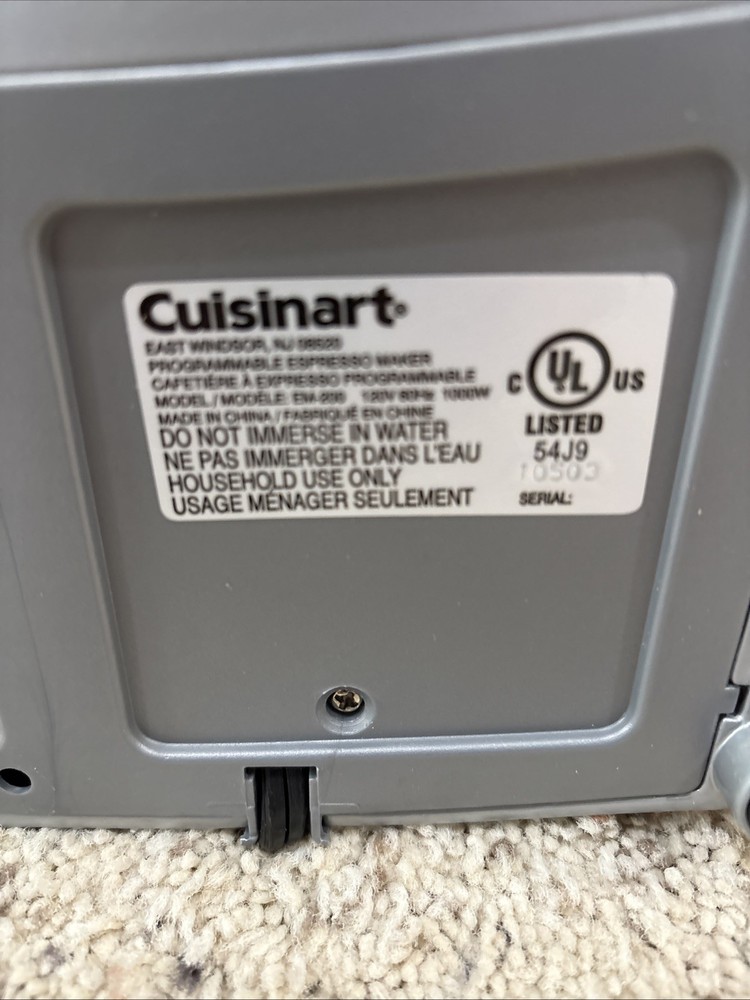 Cuisinart®
EAST WINDSOR, NJ 08520
PROGRAMMABLE ESPRESSO MAKER
CAFETIÈRE À EXPRESSO PROGRAMMABLE
MODEL / MODÈLE: EM-200 120V 60Hz 1000W
MADE IN CHINA / FABRIQUÉ EN CHINE
DO NOT IMMERSE IN WATER
NE PAS IMMERGER DANS L'EAU
HOUSEHOLD USE ONLY
USAGE MÉNAGER SEULEMENT
C UL US
LISTED
54J9
10503
SERIAL: